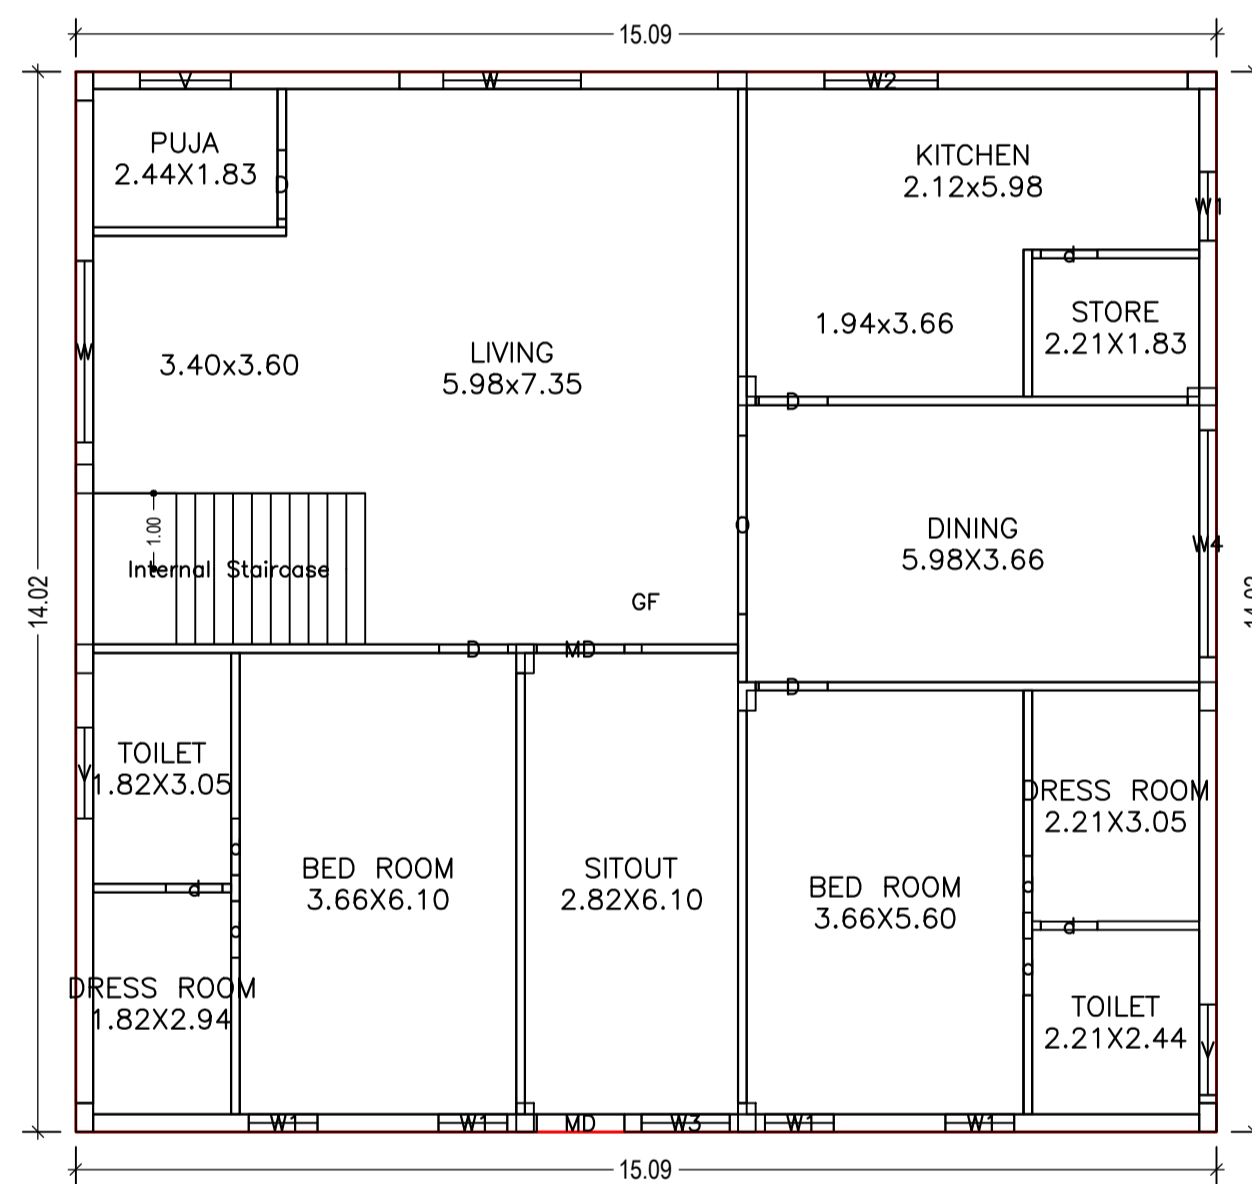 15.09
V
W
W2
PUJA
2.44X1.83
D
KITCHEN
2.12x5.98
W1
d
STORE
2.21X1.83
1.94x3.66
W
3.40x3.60
LIVING
5.98x7.35
D
1.00
Internal Staircase
O
DINING
5.98X3.66
W4
14.02
14.02
GF
D
MD
D
TOILET
1.82X3.05
V
DRESS ROOM
2.21X3.05
d
BED ROOM
3.66X6.10
SITOUT
2.82X6.10
BED ROOM
3.66X5.60
d
d
d
d
d
DRESS ROOM
1.82X2.94
TOILET
2.21X2.44
V
W1
W1
MD
W3
W1
W1
15.09